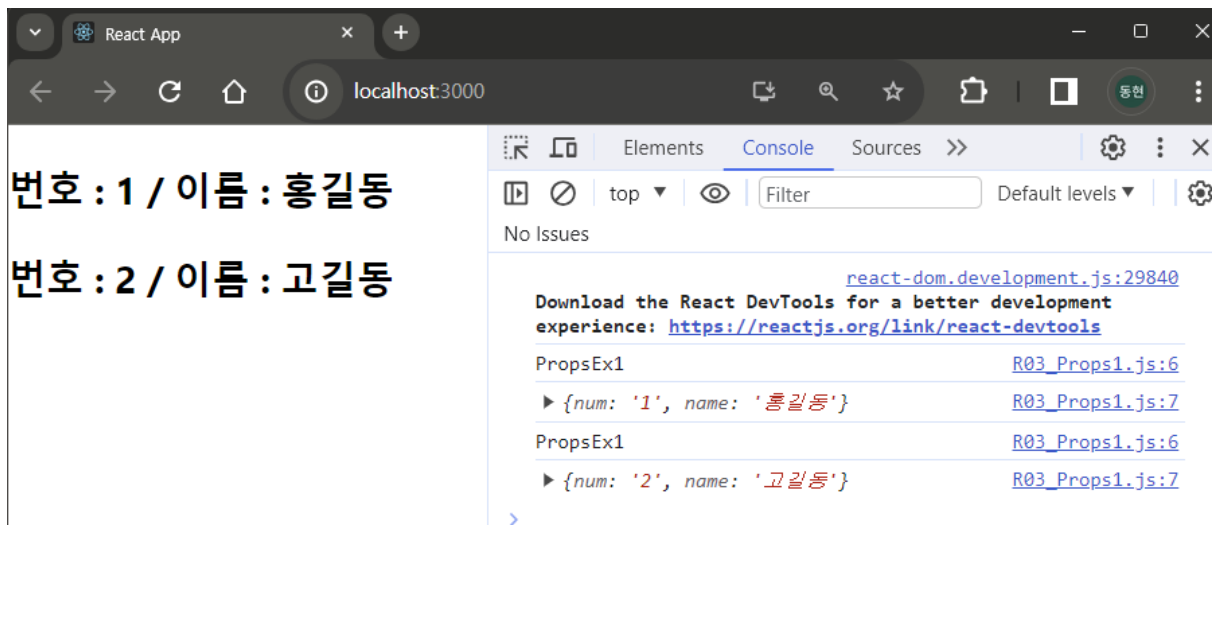 React App
localhost:3000
동현
번호 : 1 / 이름 : 홍길동
번호 : 2 / 이름 : 고길동
Elements Console Sources
top Filter Default levels
No Issues
react-dom.development.js:29840
Download the React DevTools for a better development
experience: https://reactjs.org/link/react-devtools
PropsEx1 R03_Props1.js:6
{num: '1', name: '홍길동'} R03_Props1.js:7
PropsEx1 R03_Props1.js:6
{num: '2', name: '고길동'} R03_Props1.js:7